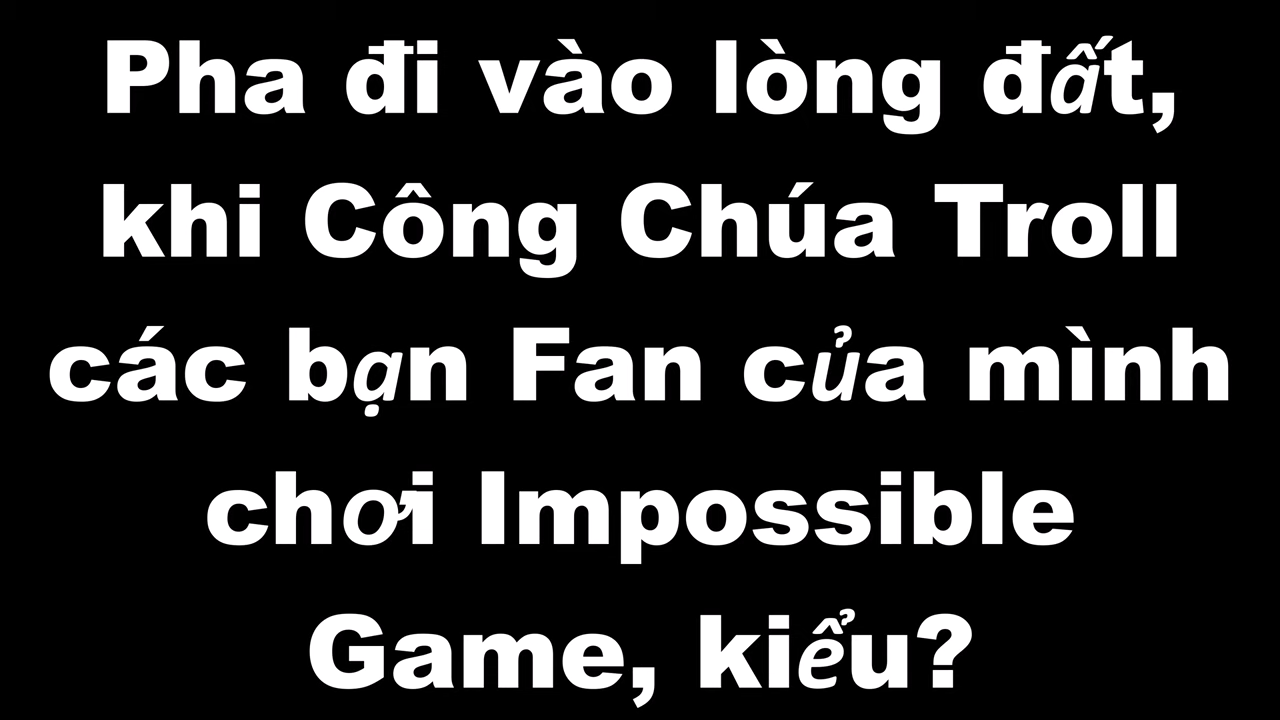 Pha đi vào lòng đất,
khi Công Chúa Troll
các bạn Fan của mình
chơi Impossible
Game, kiểu?